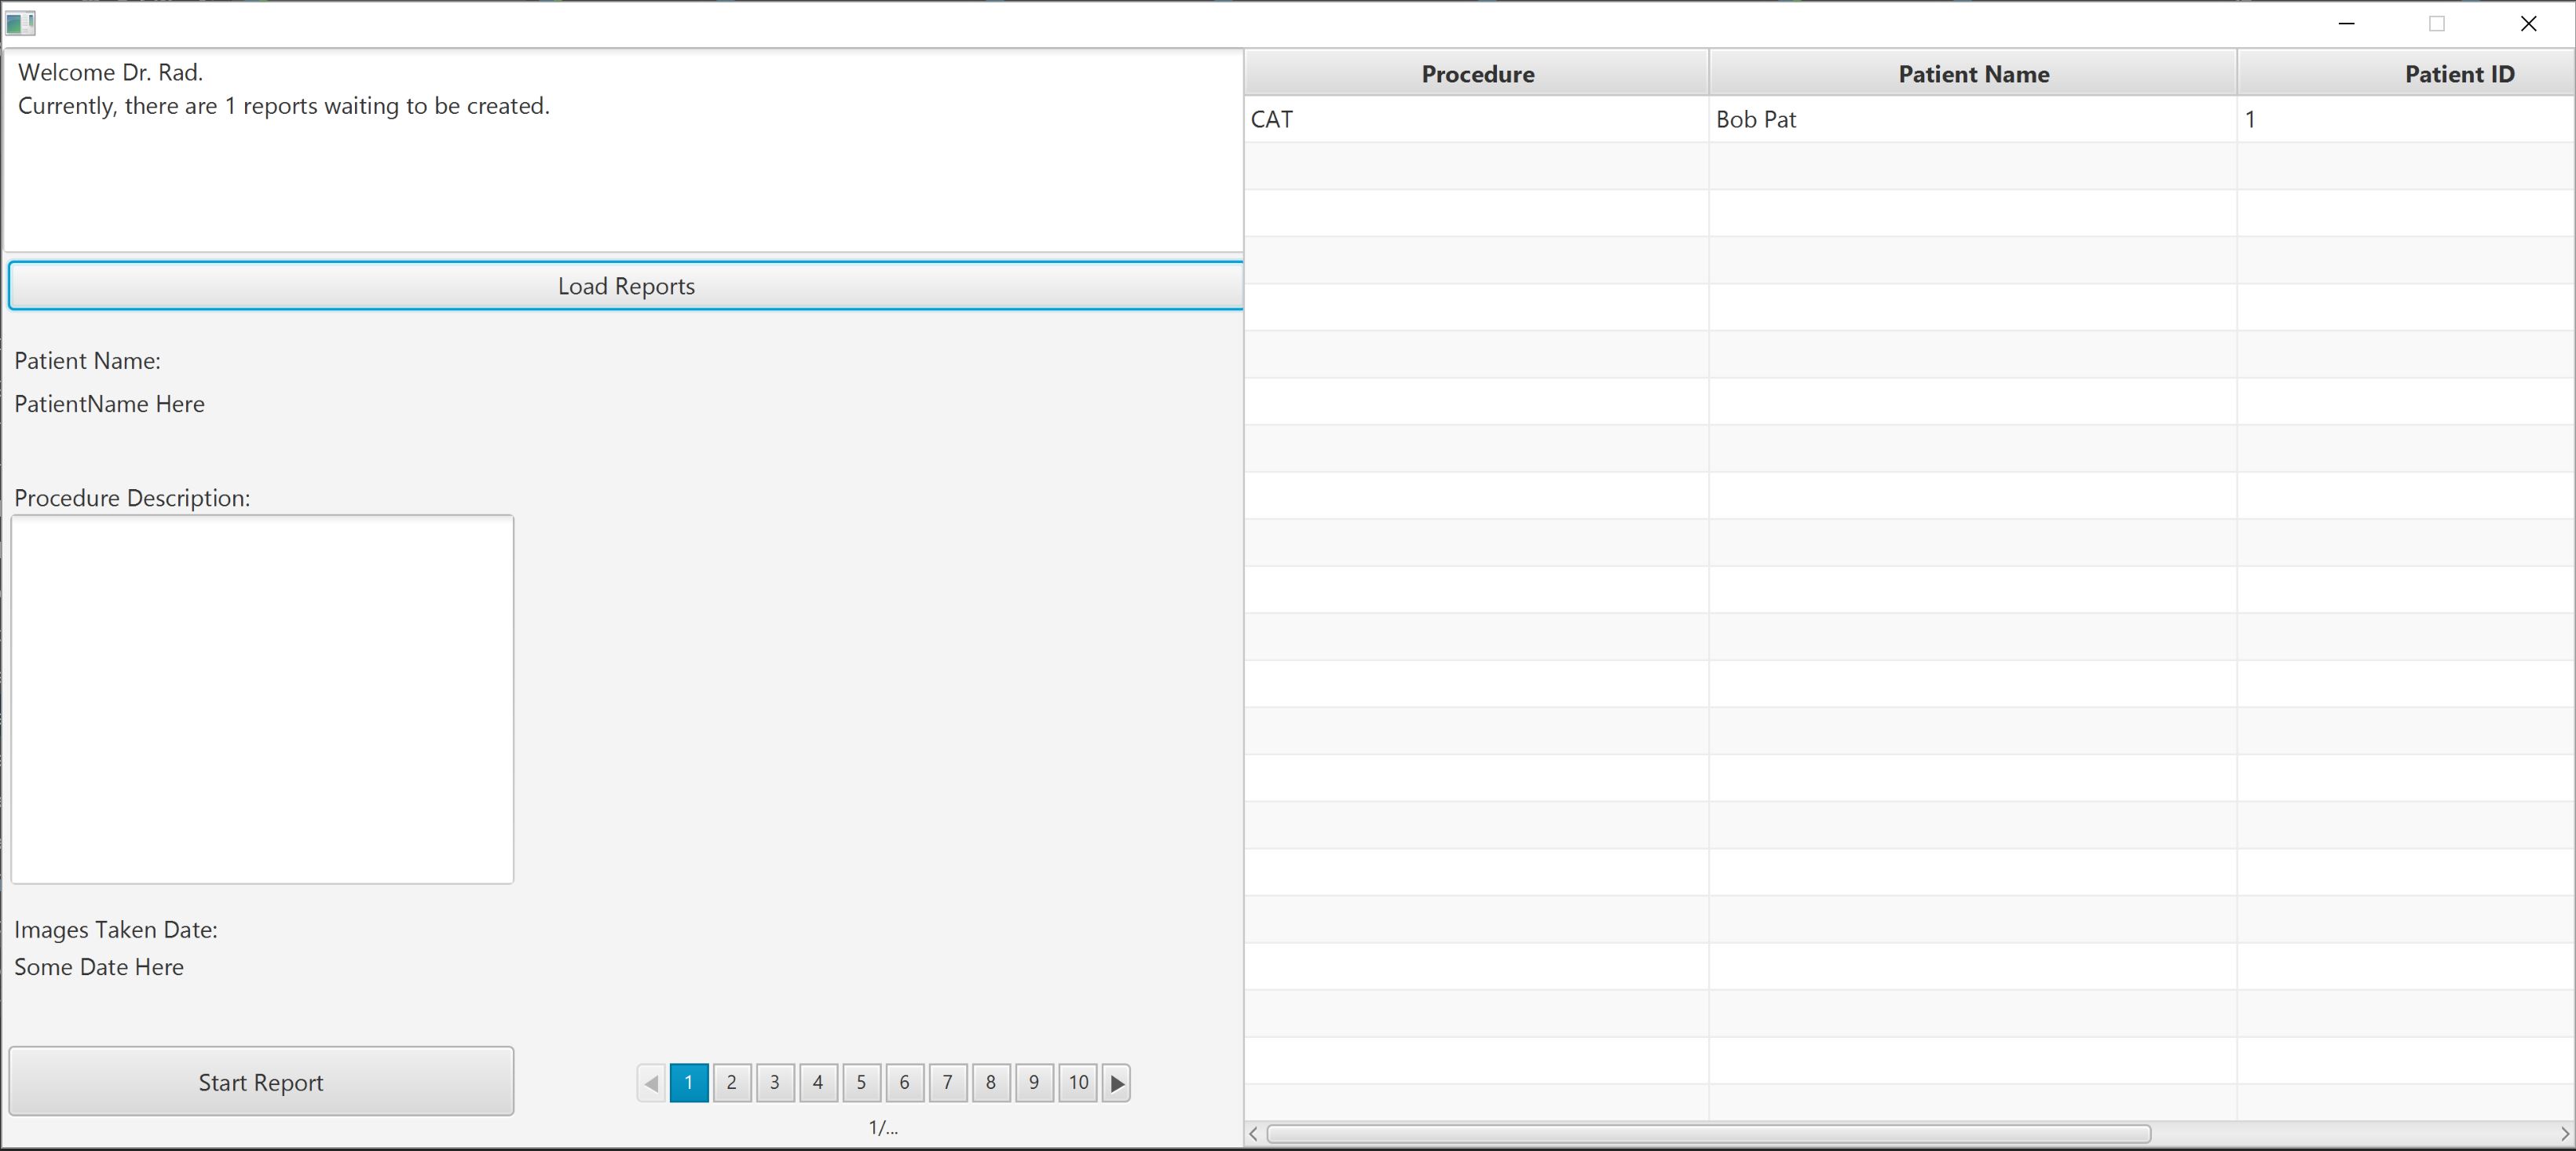 Welcome Dr. Rad.
Currently, there are 1 reports waiting to be created.
Load Reports
Patient Name:
PatientName Here
Procedure Description:
Images Taken Date:
Some Date Here
Start Report
1 2 3 4 5 6 7 8 9 10
1/...
Procedure Patient Name Patient ID
CAT Bob Pat 1